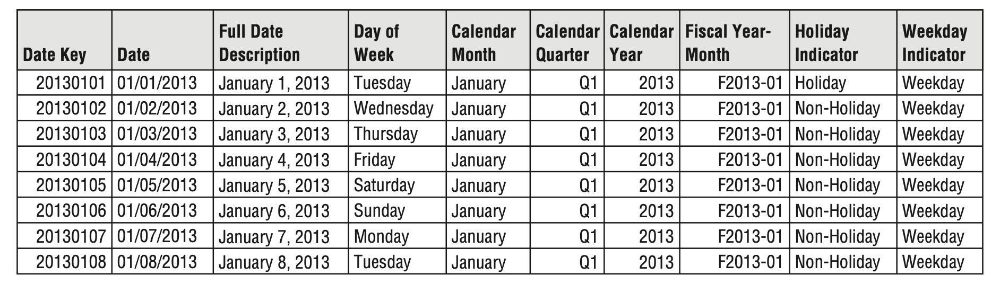 Date Key | Date | Full Date Description | Day of Week | Calendar Month | Calendar Quarter | Calendar Year | Fiscal Year-Month | Holiday Indicator | Weekday Indicator
20130101 | 01/01/2013 | January 1, 2013 | Tuesday | January | Q1 | 2013 | F2013-01 | Holiday | Weekday
20130102 | 01/02/2013 | January 2, 2013 | Wednesday | January | Q1 | 2013 | F2013-01 | Non-Holiday | Weekday
20130103 | 01/03/2013 | January 3, 2013 | Thursday | January | Q1 | 2013 | F2013-01 | Non-Holiday | Weekday
20130104 | 01/04/2013 | January 4, 2013 | Friday | January | Q1 | 2013 | F2013-01 | Non-Holiday | Weekday
20130105 | 01/05/2013 | January 5, 2013 | Saturday | January | Q1 | 2013 | F2013-01 | Non-Holiday | Weekday
20130106 | 01/06/2013 | January 6, 2013 | Sunday | January | Q1 | 2013 | F2013-01 | Non-Holiday | Weekday
20130107 | 01/07/2013 | January 7, 2013 | Monday | January | Q1 | 2013 | F2013-01 | Non-Holiday | Weekday
20130108 | 01/08/2013 | January 8, 2013 | Tuesday | January | Q1 | 2013 | F2013-01 | Non-Holiday | Weekday